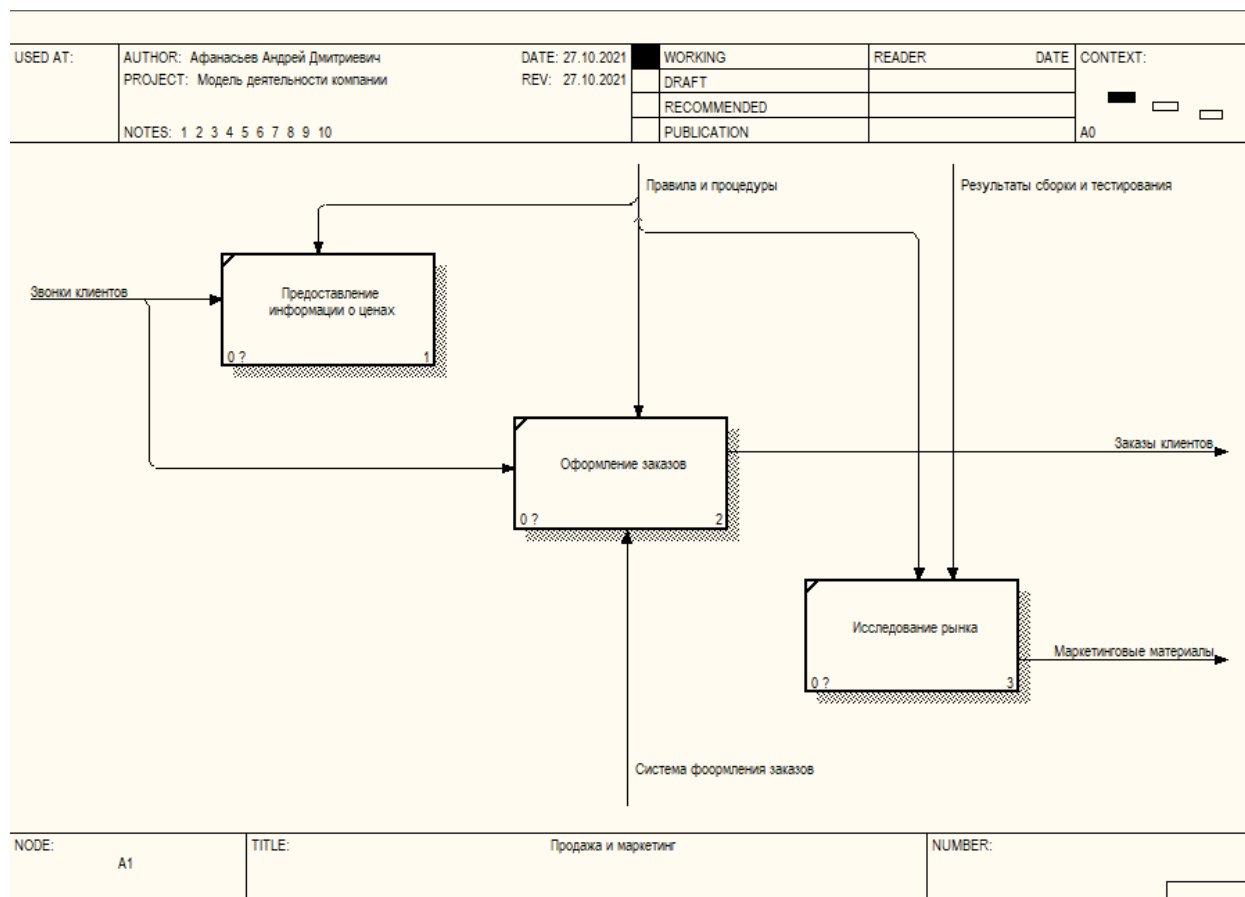 USED AT:
AUTHOR: Афанасьев Андрей Дмитриевич
DATE: 27.10.2021
WORKING
READER
DATE
CONTEXT:
PROJECT: Модель деятельности компании
REV: 27.10.2021
DRAFT
RECOMMENDED
NOTES: 1 2 3 4 5 6 7 8 9 10
PUBLICATION
A0
Правила и процедуры
Результаты сборки и тестирования
Звонки клиентов
Предоставление
информации о ценах
0 ?
1
Заказы клиентов
Оформление заказов
0 ?
2
Исследование рынка
Маркетинговые материалы
0 ?
3
Система фоормления заказов
NODE:
A1
TITLE:
Продажа и маркетинг
NUMBER: